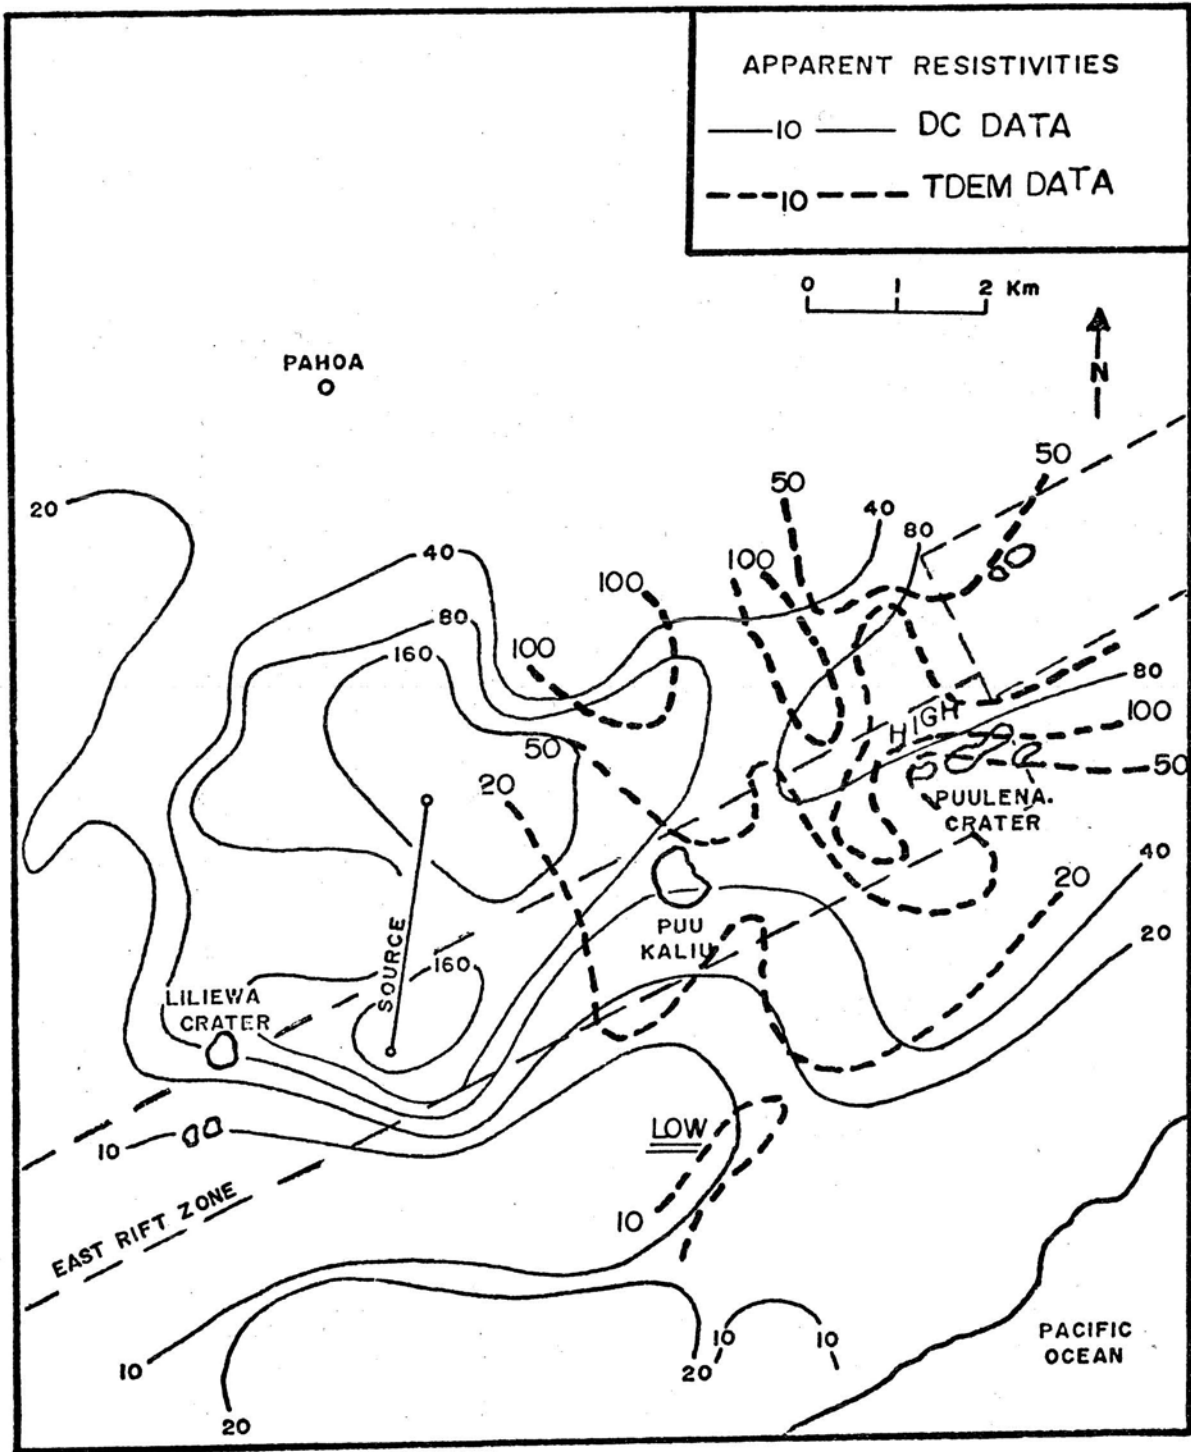 APPARENT RESISTIVITIES
10 DC DATA
10 TDEM DATA
0 1 2 Km
N
PAHOA
50
50
20
40
80
40
100
100
80
160
100
80
HIGH
100
50
50
20
PUULENA.
CRATER
40
20
PUU
KALIU
20
SOURCE
160
LILIEWA
CRATER
LOW
10
EAST RIFT ZONE
10
10
10
10
20
20
PACIFIC
OCEAN